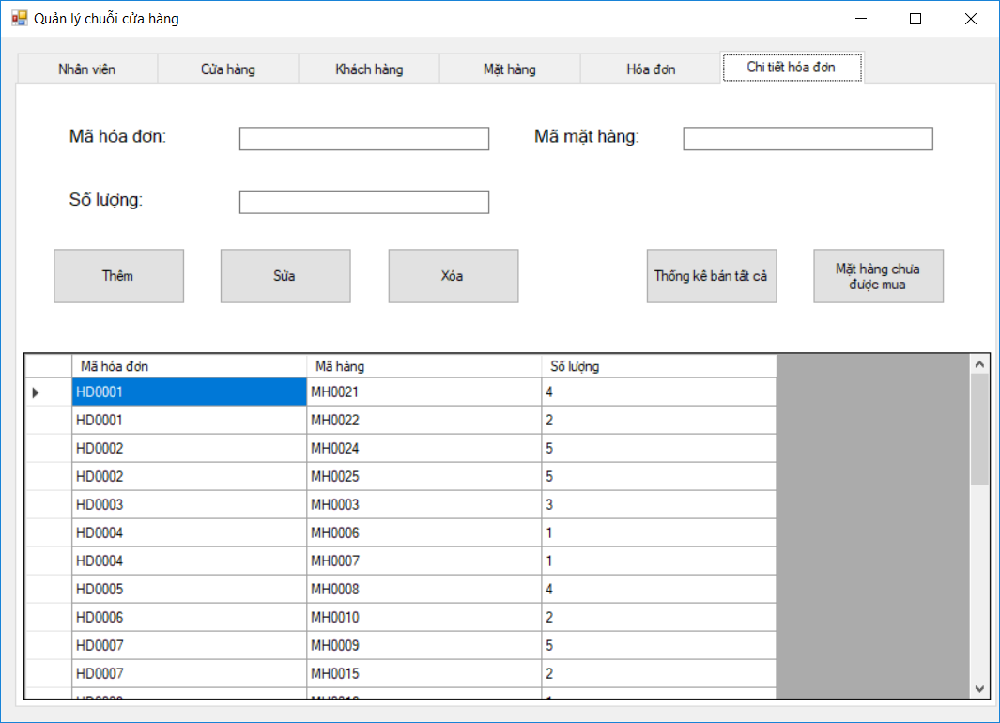 Quản lý chuỗi cửa hàng
Nhân viên Cửa hàng Khách hàng Mặt hàng Hóa đơn Chi tiết hóa đơn
Mã hóa đơn: Mã mặt hàng:
Số lượng:
Thêm Sửa Xóa Thống kê bán tất cả Mặt hàng chưa
được mua
Mã hóa đơn Mã hàng Số lượng
HD0001 MH0021 4
HD0001 MH0022 2
HD0002 MH0024 5
HD0002 MH0025 5
HD0003 MH0003 3
HD0004 MH0006 1
HD0004 MH0007 1
HD0005 MH0008 4
HD0006 MH0010 2
HD0007 MH0009 5
HD0007 MH0015 2